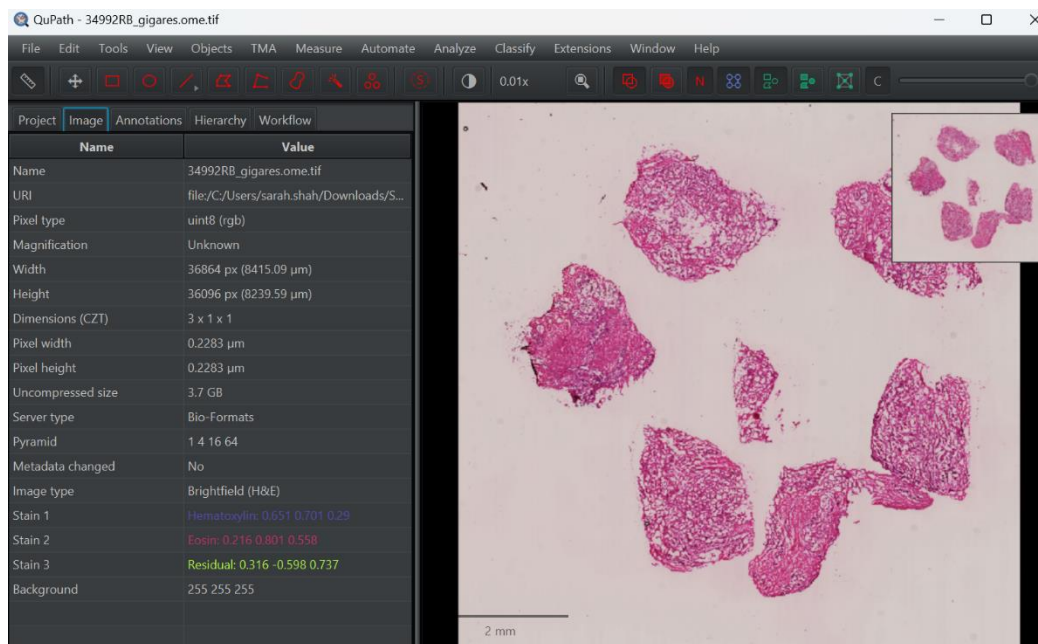 QuPath - 34992RB_gigares.ome.tif
File Edit Tools View Objects TMA Measure Automate Analyze Classify Extensions Window Help
0.01x N C
Project Image Annotations Hierarchy Workflow
Name Value
Name 34992RB_gigares.ome.tif
URI file:/C:/Users/sarah.shah/Downloads/S...
Pixel type uint8 (rgb)
Magnification Unknown
Width 36864 px (8415.09 µm)
Height 36096 px (8239.59 µm)
Dimensions (CZT) 3 x 1 x 1
Pixel width 0.2283 µm
Pixel height 0.2283 µm
Uncompressed size 3.7 GB
Server type Bio-Formats
Pyramid 1 4 16 64
Metadata changed No
Image type Brightfield (H&E)
Stain 1 Hematoxylin: 0.651 0.701 0.29
Stain 2 Eosin: 0.216 0.801 0.558
Stain 3 Residual: 0.316 -0.598 0.737
Background 255 255 255
2 mm